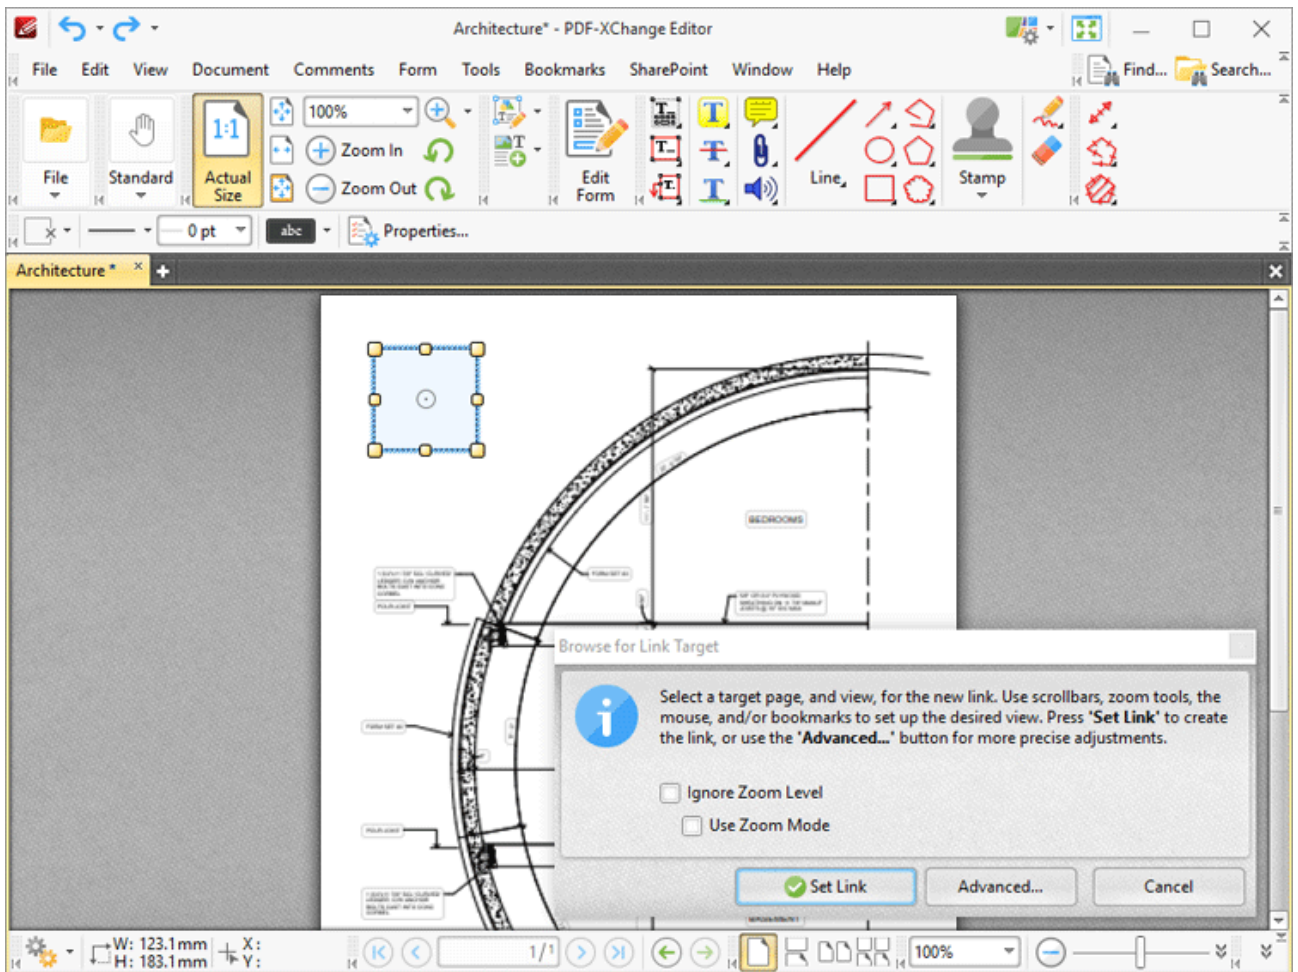 Architecture* - PDF-XChange Editor
File Edit View Document Comments Form Tools Bookmarks SharePoint Window Help Find... Search...
1:1 100%
Zoom In
File Standard Actual Size Zoom Out Edit Form Line Stamp
0 pt abc Properties...
Architecture *
BEDROOMS
Browse for Link Target
Select a target page, and view, for the new link. Use scrollbars, zoom tools, the
mouse, and/or bookmarks to set up the desired view. Press 'Set Link' to create
the link, or use the 'Advanced...' button for more precise adjustments.
Ignore Zoom Level
Use Zoom Mode
Set Link Advanced... Cancel
BASEMENT
W: 123.1mm X:
H: 183.1mm Y:
1/1 100%